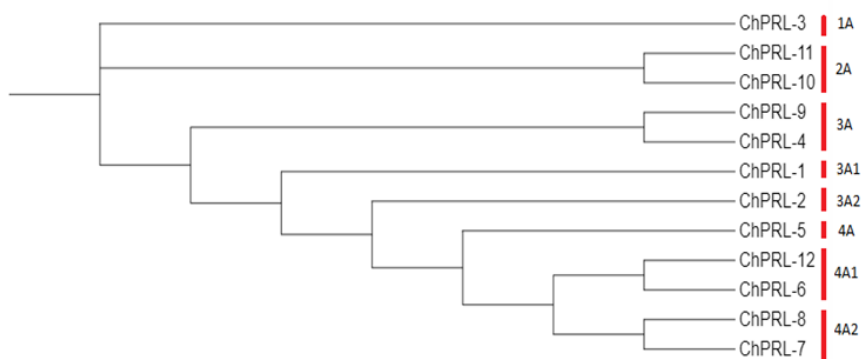 ChPRL-3 1A
ChPRL-11
2A
ChPRL-10
ChPRL-9
3A
ChPRL-4
ChPRL-1 3A1
ChPRL-2 3A2
ChPRL-5 4A
ChPRL-12
4A1
ChPRL-6
ChPRL-8
4A2
ChPRL-7